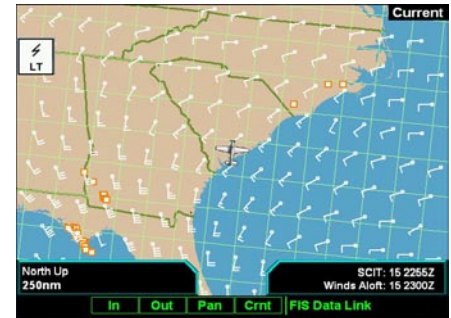 Current
LT
North Up
250nm
SCIT: 15 2255Z
Winds Aloft: 15 2300Z
In
Out
Pan
Crnt
FIS Data Link